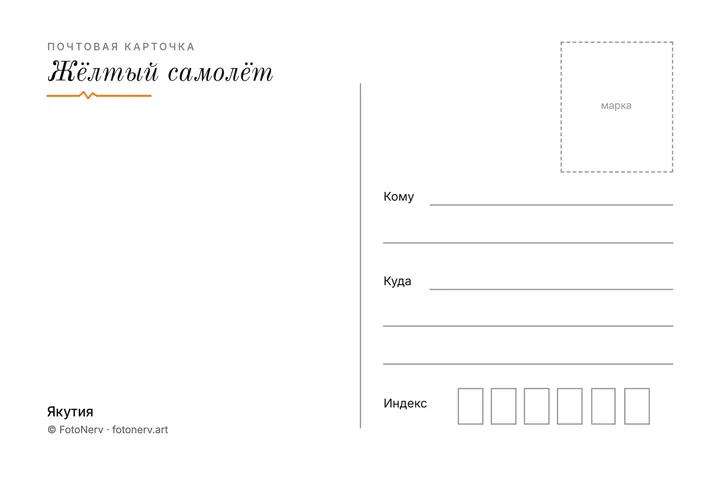 ПОЧТОВАЯ КАРТОЧКА
Жёлтый самолёт
марка
Кому
Куда
Индекс
Якутия
© FotoNerv · fotonerv.art